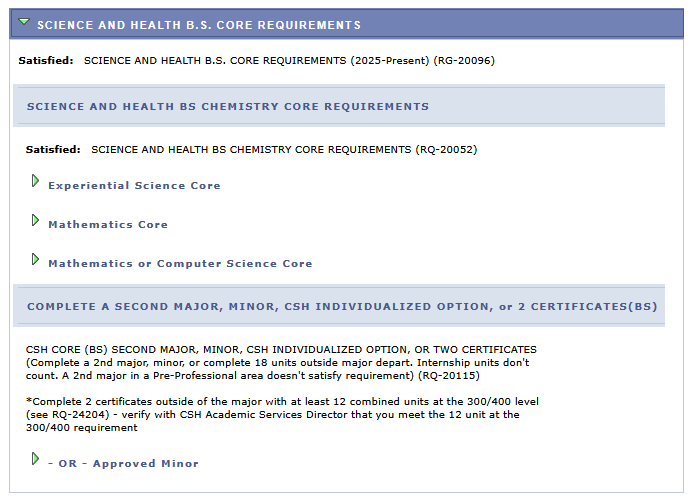 SCIENCE AND HEALTH B.S. CORE REQUIREMENTS
Satisfied: SCIENCE AND HEALTH B.S. CORE REQUIREMENTS (2025-Present) (RG-20096)
SCIENCE AND HEALTH BS CHEMISTRY CORE REQUIREMENTS
Satisfied: SCIENCE AND HEALTH BS CHEMISTRY CORE REQUIREMENTS (RQ-20052)
Experiential Science Core
Mathematics Core
Mathematics or Computer Science Core
COMPLETE A SECOND MAJOR, MINOR, CSH INDIVIDUALIZED OPTION, or 2 CERTIFICATES(BS)
CSH CORE (BS) SECOND MAJOR, MINOR, CSH INDIVIDUALIZED OPTION, OR TWO CERTIFICATES
(Complete a 2nd major, minor, or complete 18 units outside major depart. Internship units don't
count. A 2nd major in a Pre-Professional area doesn't satisfy requirement) (RQ-20115)
*Complete 2 certificates outside of the major with at least 12 combined units at the 300/400 level
(see RQ-24204) - verify with CSH Academic Services Director that you meet the 12 unit at the
300/400 requirement
- OR - Approved Minor